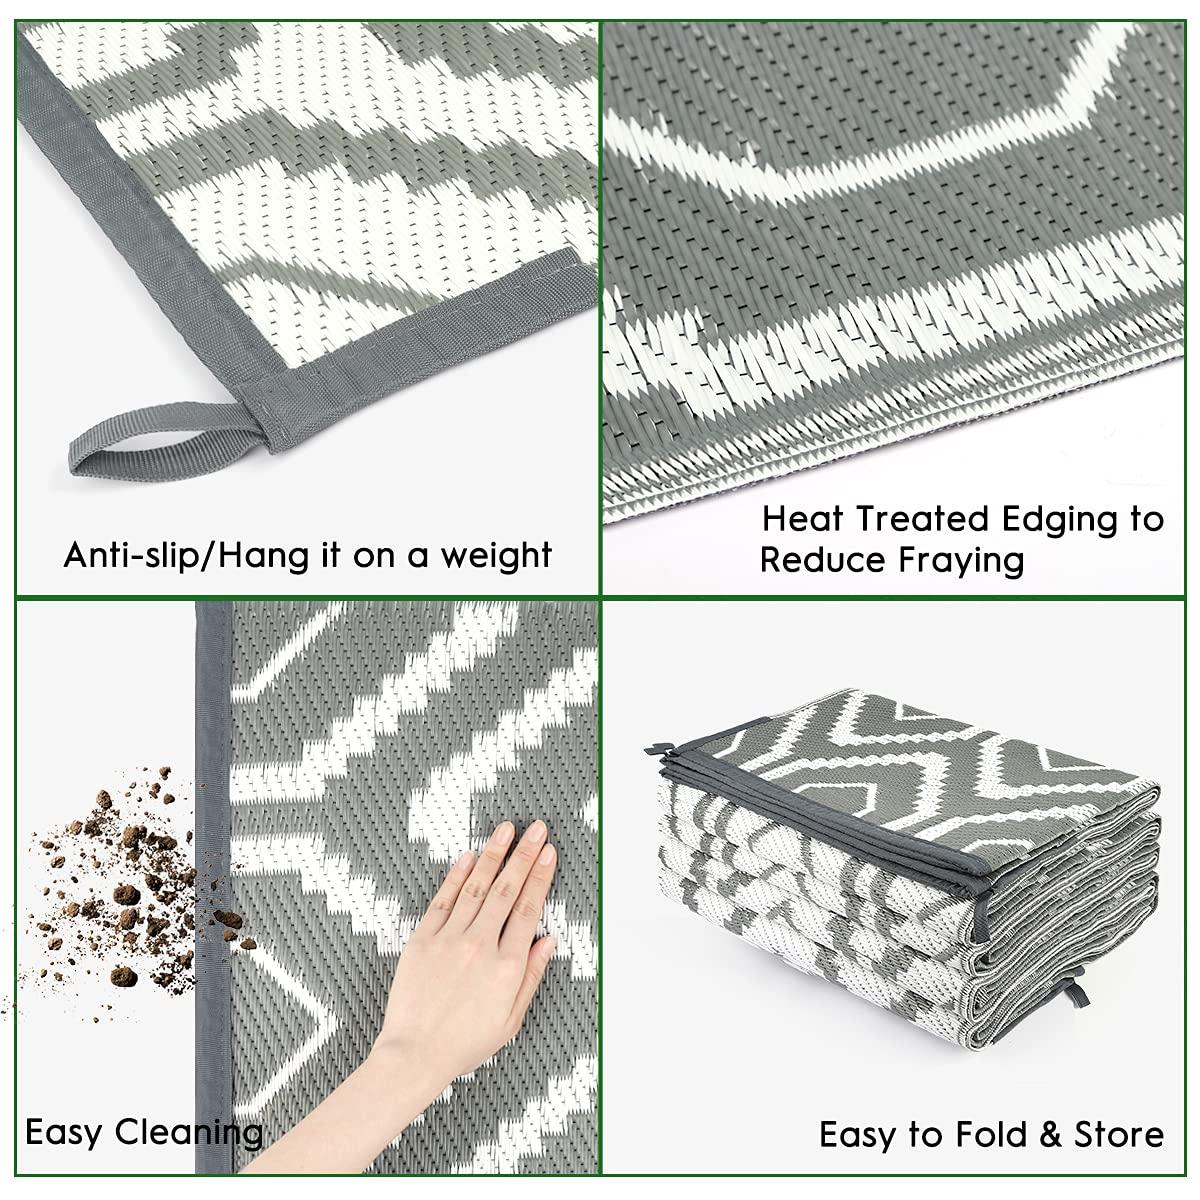 Anti-slip/Hang it on a weight
Heat Treated Edging to
Reduce Fraying
Easy Cleaning
Easy to Fold & Store